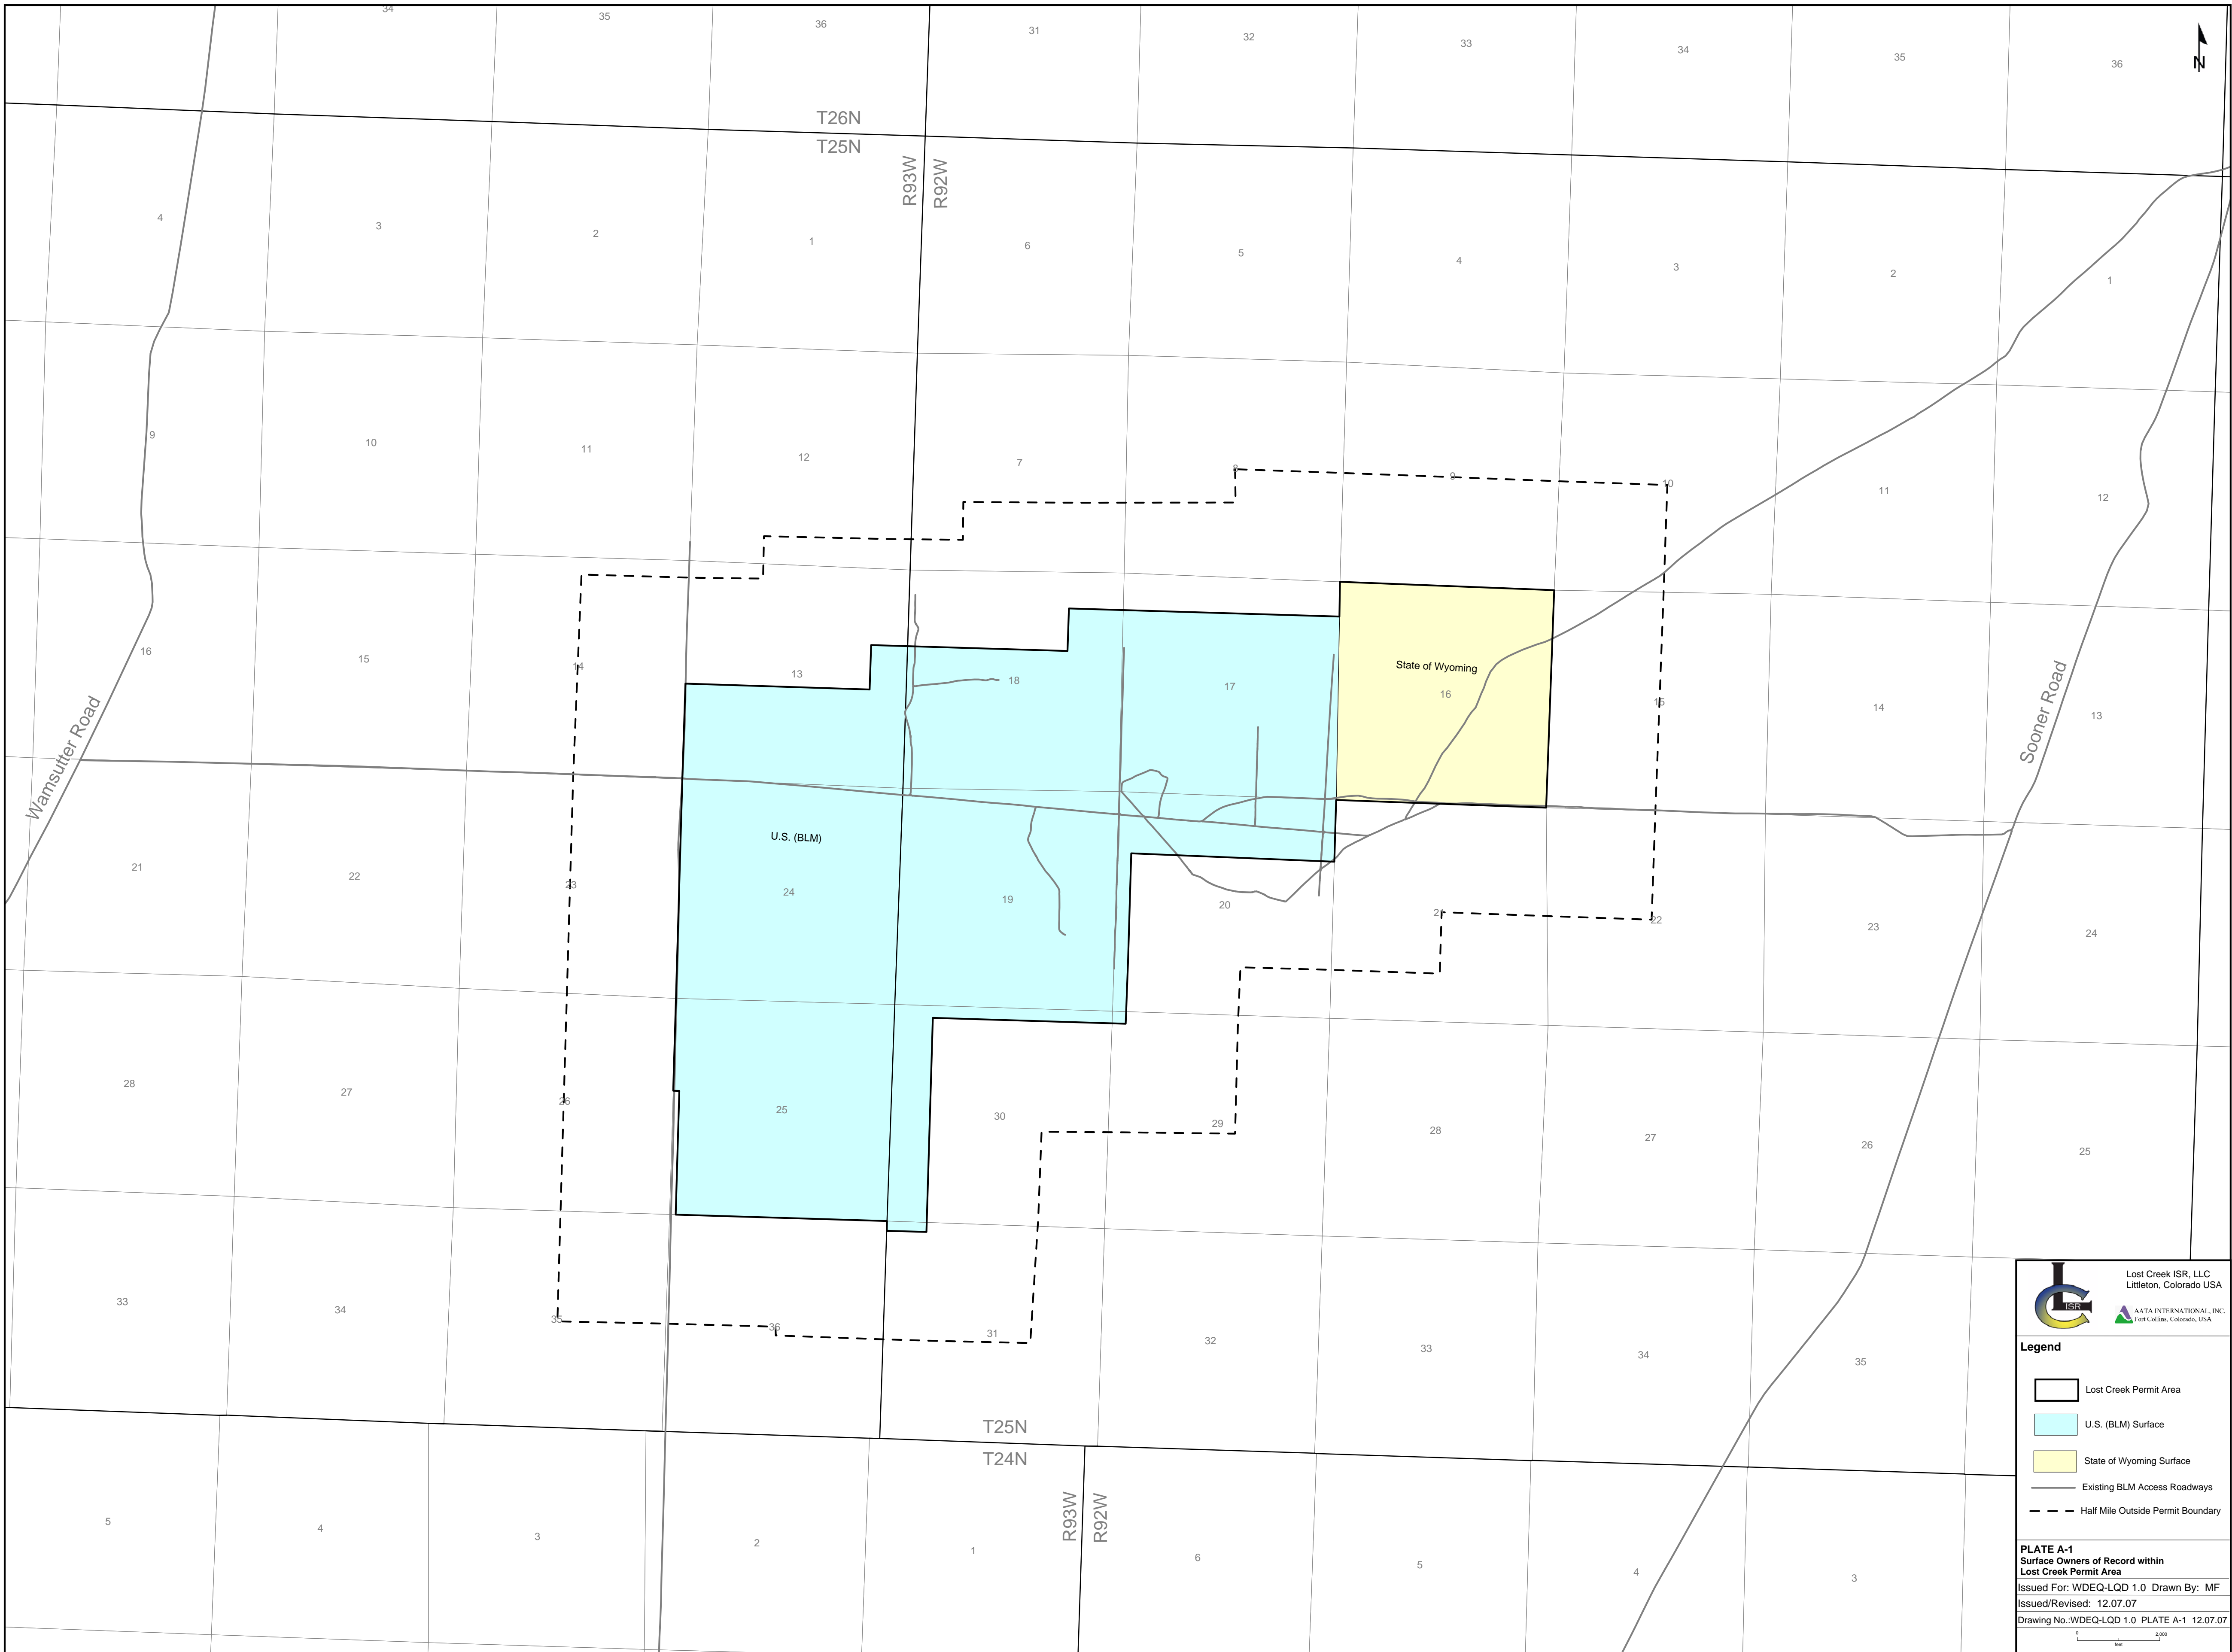 34
35
36
31
32
33
34
35
36
N
T26N
T25N
R93W
R92W
4
3
2
1
6
5
4
3
2
1
9
10
11
12
7
8
9
10
11
12
16
15
14
13
18
17
State of Wyoming
16
15
14
13
Wamsutter Road
Sooner Road
U.S. (BLM)
21
22
23
24
19
20
21
22
23
24
28
27
26
25
30
29
28
27
26
25
33
34
35
36
31
32
33
34
35
T25N
T24N
R93W
R92W
5
4
3
2
1
6
5
4
3
ISR
Lost Creek ISR, LLC
Littleton, Colorado USA
AATA INTERNATIONAL, INC.
Fort Collins, Colorado, USA
Legend
Lost Creek Permit Area
U.S. (BLM) Surface
State of Wyoming Surface
Existing BLM Access Roadways
Half Mile Outside Permit Boundary
PLATE A-1
Surface Owners of Record within
Lost Creek Permit Area
Issued For: WDEQ-LQD 1.0 Drawn By: MF
Issued/Revised: 12.07.07
Drawing No.:WDEQ-LQD 1.0 PLATE A-1 12.07.07
0 2,000
feet